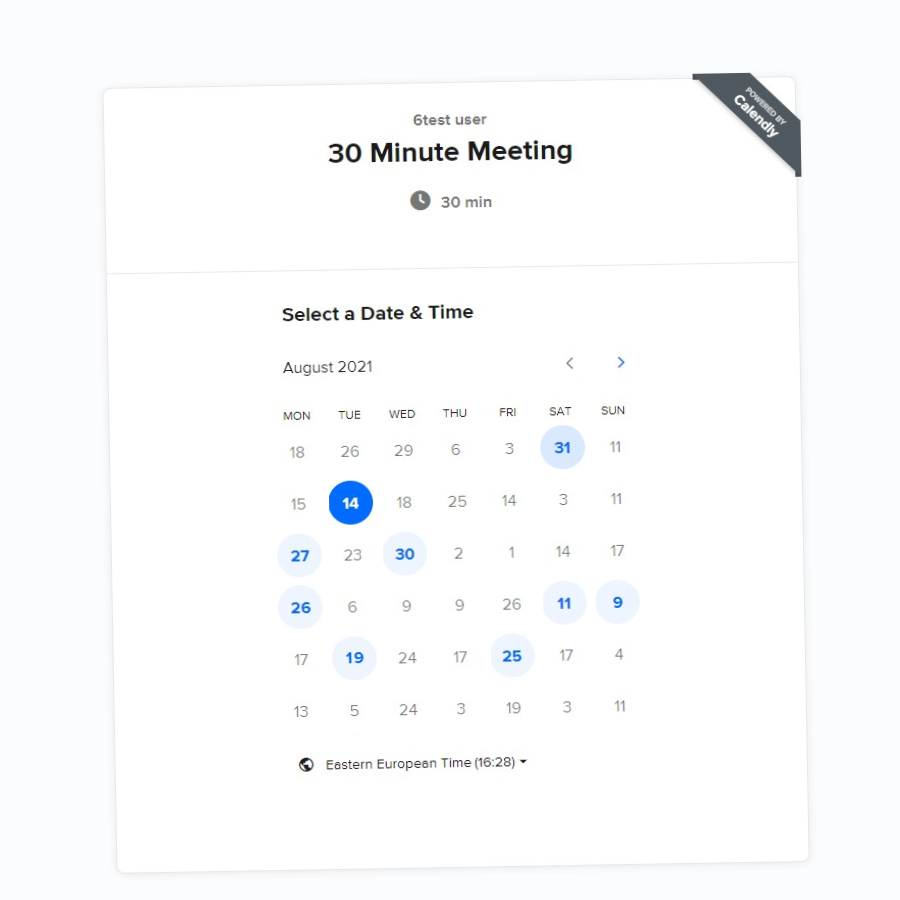 POWERED BY
Calendly
6test user
30 Minute Meeting
30 min
Select a Date & Time
August 2021
MON TUE WED THU FRI SAT SUN
18 26 29 6 3 31 11
15 14 18 25 14 3 11
27 23 30 2 1 14 17
26 6 9 9 26 11 9
17 19 24 17 25 17 4
13 5 24 3 19 3 11
Eastern European Time (16:28)